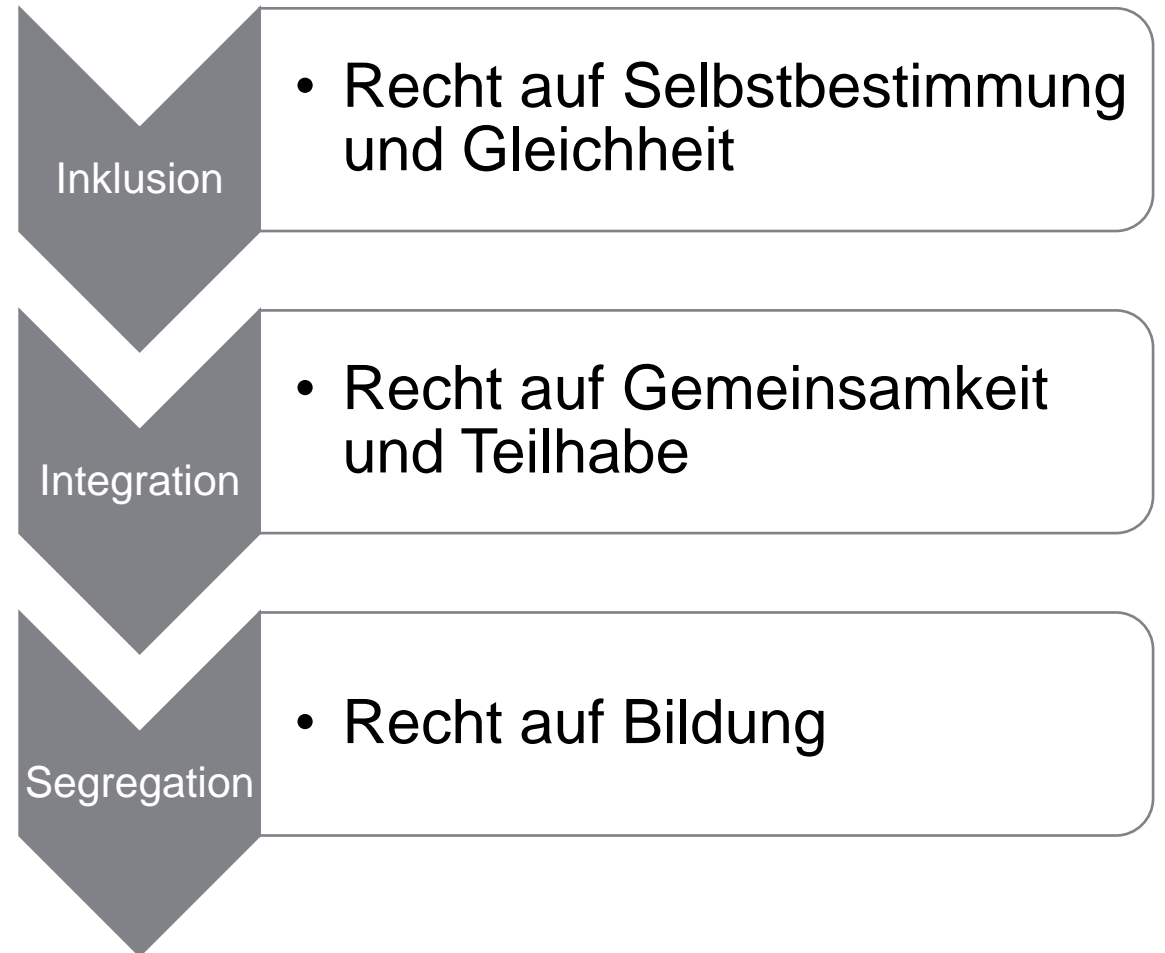 Inklusion
• Recht auf Selbstbestimmung
und Gleichheit
Integration
• Recht auf Gemeinsamkeit
und Teilhabe
Segregation
• Recht auf Bildung